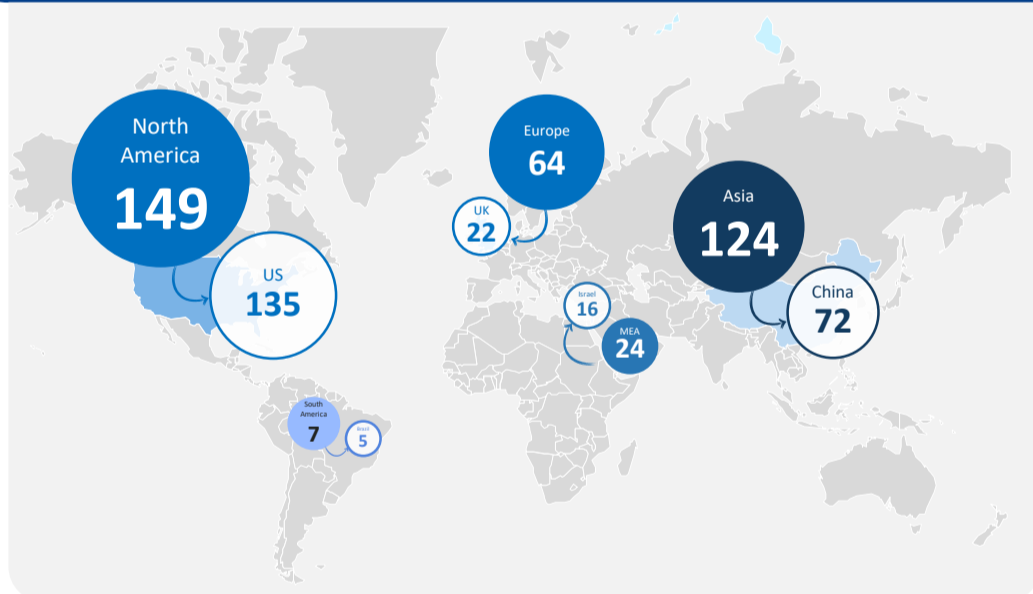 North
America
149
US
135
Europe
64
UK
22
Asia
124
China
72
Israel
16
MEA
24
South
America
7
Brazil
5